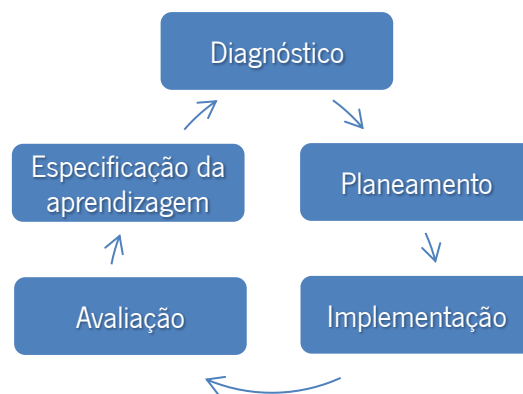 Diagnóstico
Planeamento
Implementação
Avaliação
Especificação da
aprendizagem